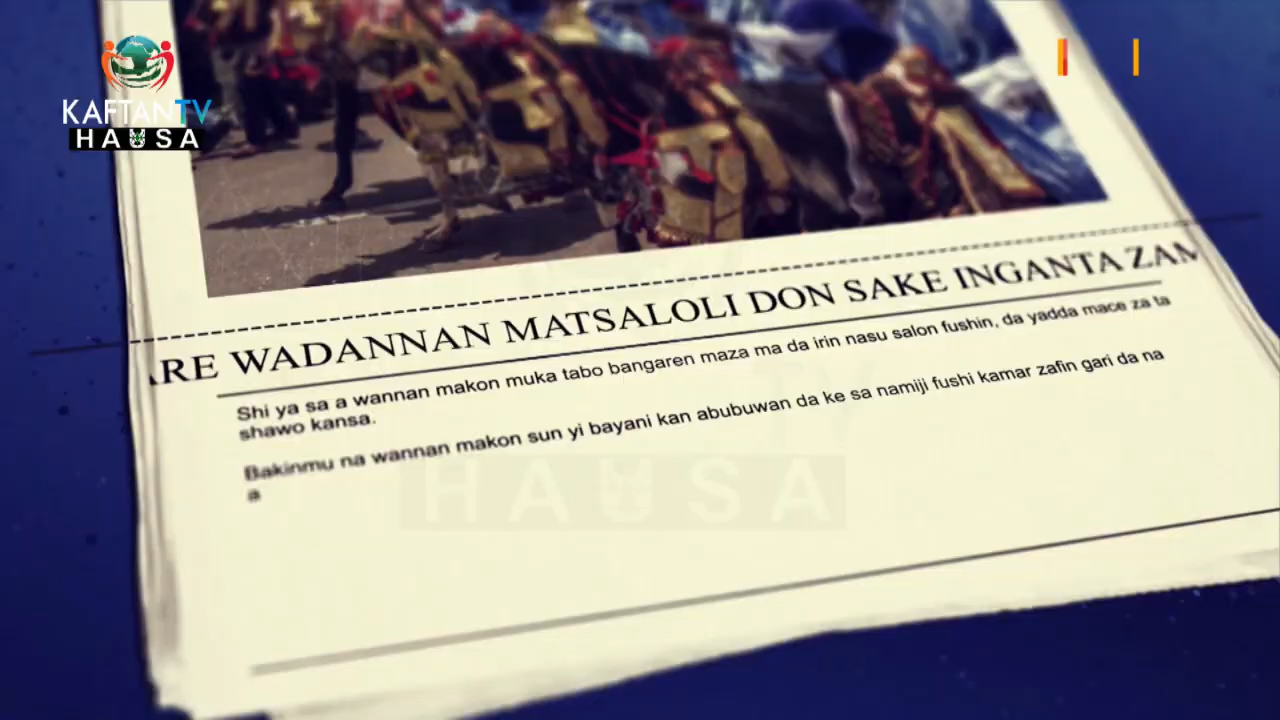 KAFTANTV
HAUSA
ARE WADANNAN MATSALOLI DON SAKE INGANTA ZAM
Shi ya sa a wannan makon muka tabo bangaren maza ma da irin nasu salon fushin, da yadda mace za ta
shawo kansa.
Bakinmu na wannan makon sun yi bayani kan abubuwan da ke sa namiji fushi kamar zafin gari da na
a
HAUSA